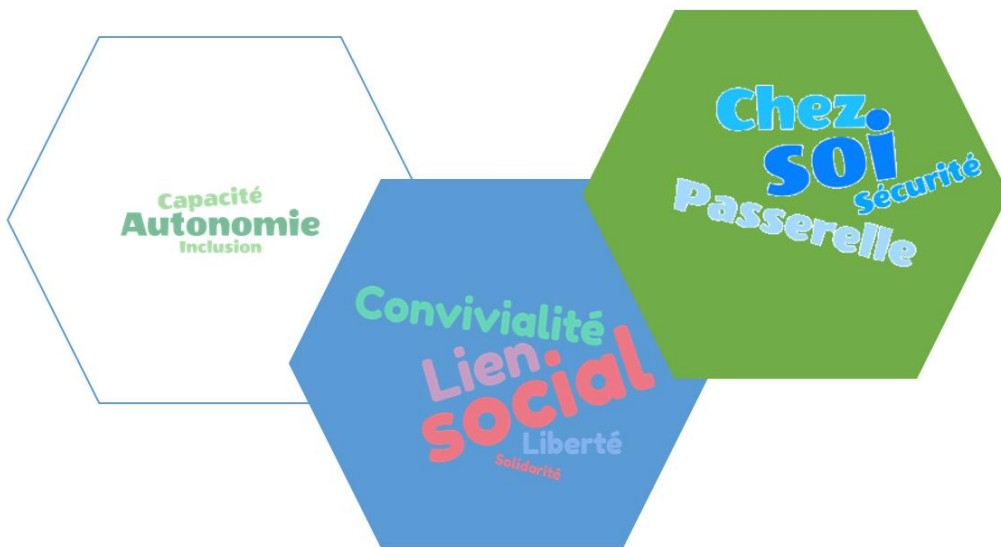 Capacité
Autonomie
Inclusion
Convivialité
Lien
social
Liberté
Solidarité
Chez
soi
Sécurité
Passerelle